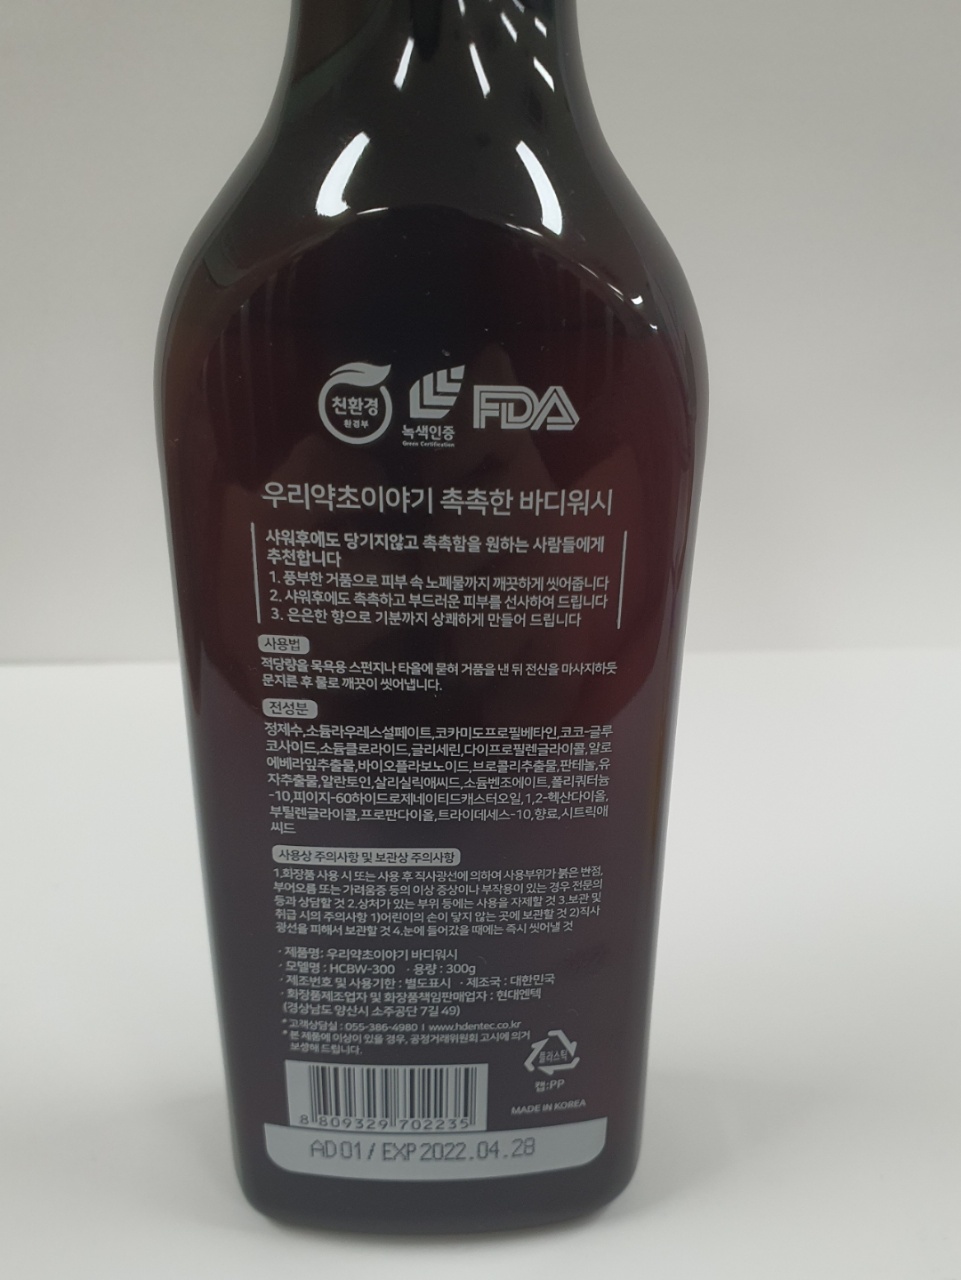 친환경
환경부
녹색인증
Green Certification
FDA
우리약초이야기 촉촉한 바디워시
샤워후에도 당기지않고 촉촉함을 원하는 사람들에게
추천합니다
1. 풍부한 거품으로 피부 속 노폐물까지 깨끗하게 씻어줍니다
2. 샤워후에도 촉촉하고 부드러운 피부를 선사하여 드립니다
3. 은은한 향으로 기분까지 상쾌하게 만들어 드립니다
사용법
적당량을 목욕용 스펀지나 타올에 묻혀 거품을 낸 뒤 전신을 마사지하듯
문지른 후 물로 깨끗이 씻어냅니다.
전성분
정제수,소듐라우레스설페이트,코카미도프로필베타인,코코-글루
코사이드,소듐클로라이드,글리세린,다이프로필렌글라이콜,알로
에베라잎추출물,바이오플라보노이드,브로콜리추출물,판테놀,유
자추출물,알란토인,살리실릭애씨드,소듐벤조에이트,폴리쿼터늄
-10,피이지-60하이드로제네이티드캐스터오일,1,2-헥산다이올,
부틸렌글라이콜,프로판다이올,트라이데세스-10,향료,시트릭애
씨드
사용상 주의사항 및 보관상 주의사항
1.화장품 사용 시 또는 사용 후 직사광선에 의하여 사용부위가 붉은 반점,
부어오름 또는 가려움증 등의 이상 증상이나 부작용이 있는 경우 전문의
등과 상담할 것 2.상처가 있는 부위 등에는 사용을 자제할 것 3.보관 및
취급 시의 주의사항 1)어린이의 손이 닿지 않는 곳에 보관할 것 2)직사
광선을 피해서 보관할 것 4.눈에 들어갔을 때에는 즉시 씻어낼 것
· 제품명: 우리약초이야기 바디워시
· 모델명 : HCBW-300 · 용량 : 300g
· 제조번호 및 사용기한 : 별도표시 · 제조국 : 대한민국
· 화장품제조업자 및 화장품책임판매업자 : 현대엔텍
(경상남도 양산시 소주공단 7길 49)
* 고객상담실 : 055-386-4980 I www.hdentec.co.kr
* 본 제품에 이상이 있을 경우, 공정거래위원회 고시에 의거
보상해 드립니다.
플라스틱
캡:PP
MADE IN KOREA
8 809329 702235
AD01 / EXP 2022.04.28